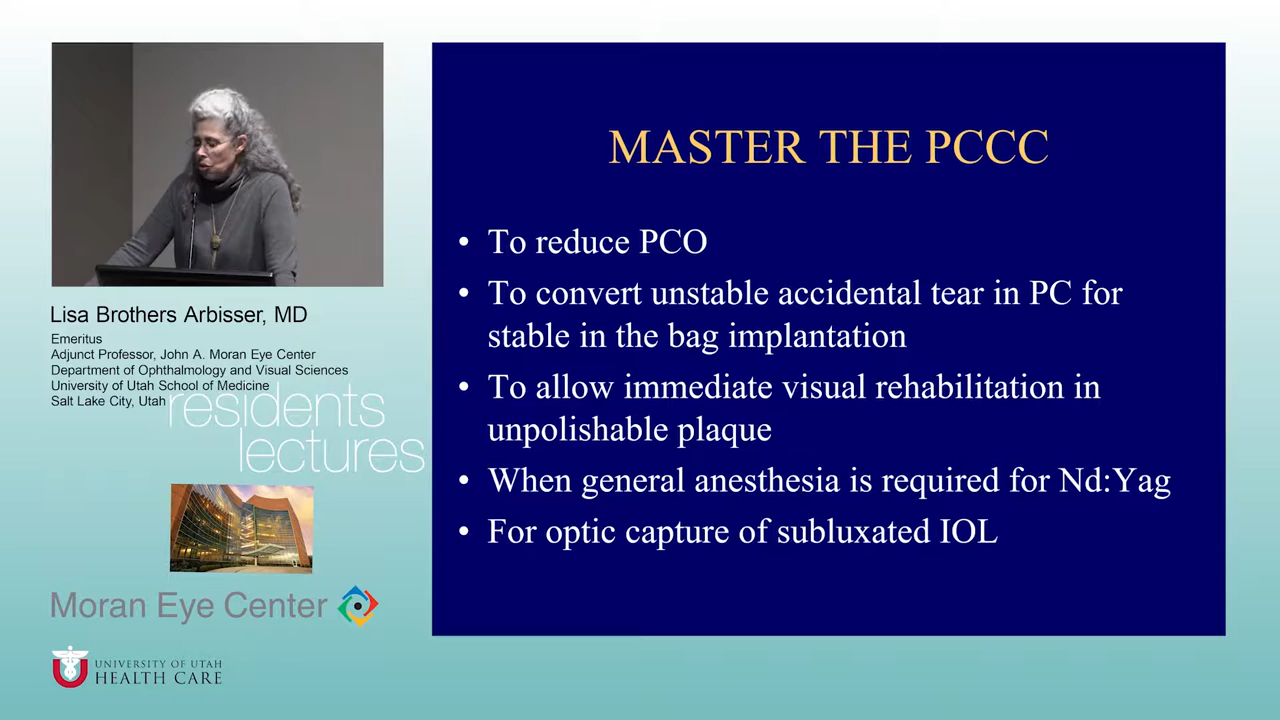 Lisa Brothers Arbisser, MD
Emeritus
Adjunct Professor, John A. Moran Eye Center
Department of Ophthalmology and Visual Sciences
University of Utah School of Medicine
Salt Lake City, Utah
residents
lectures
Moran Eye Center
UNIVERSITY OF UTAH
HEALTH CARE
MASTER THE PCCC
• To reduce PCO
• To convert unstable accidental tear in PC for
stable in the bag implantation
• To allow immediate visual rehabilitation in
unpolishable plaque
• When general anesthesia is required for Nd:Yag
• For optic capture of subluxated IOL